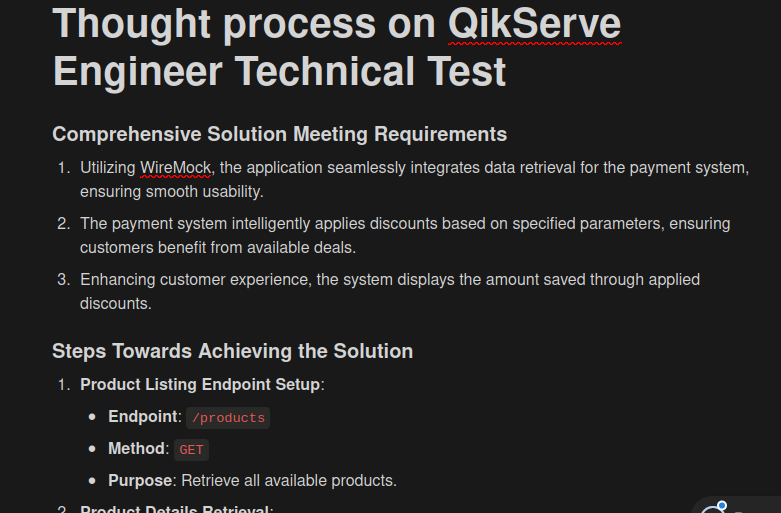 Thought process on QikServe
Engineer Technical Test
Comprehensive Solution Meeting Requirements
1. Utilizing WireMock, the application seamlessly integrates data retrieval for the payment system,
ensuring smooth usability.
2. The payment system intelligently applies discounts based on specified parameters, ensuring
customers benefit from available deals.
3. Enhancing customer experience, the system displays the amount saved through applied
discounts.
Steps Towards Achieving the Solution
1. Product Listing Endpoint Setup:
• Endpoint: /products
• Method: GET
• Purpose: Retrieve all available products.
2. Product Details Retrieval: